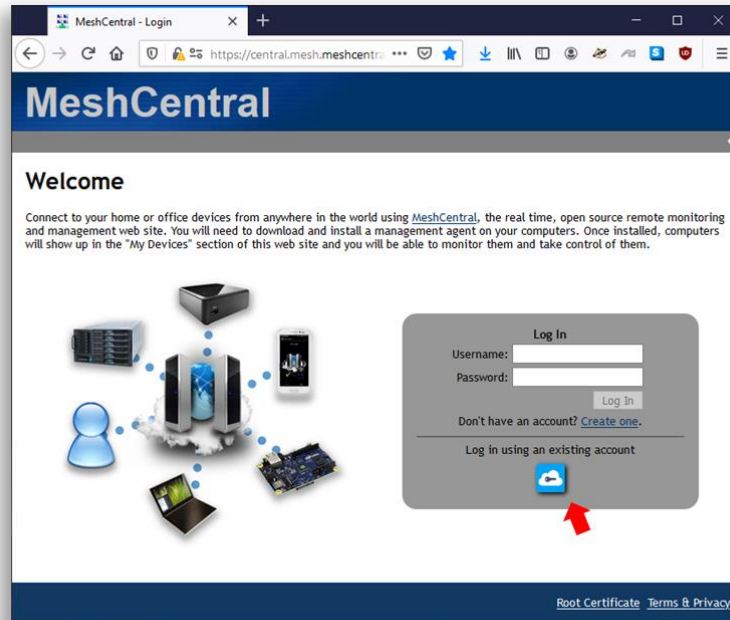 MeshCentral - Login
https://central.mesh.meshcentra
MeshCentral
Welcome
Connect to your home or office devices from anywhere in the world using MeshCentral, the real time, open source remote monitoring
and management web site. You will need to download and install a management agent on your computers. Once installed, computers
will show up in the "My Devices" section of this web site and you will be able to monitor them and take control of them.
Log In
Username:
Password:
Log In
Don't have an account? Create one.
Log in using an existing account
Root Certificate Terms & Privacy